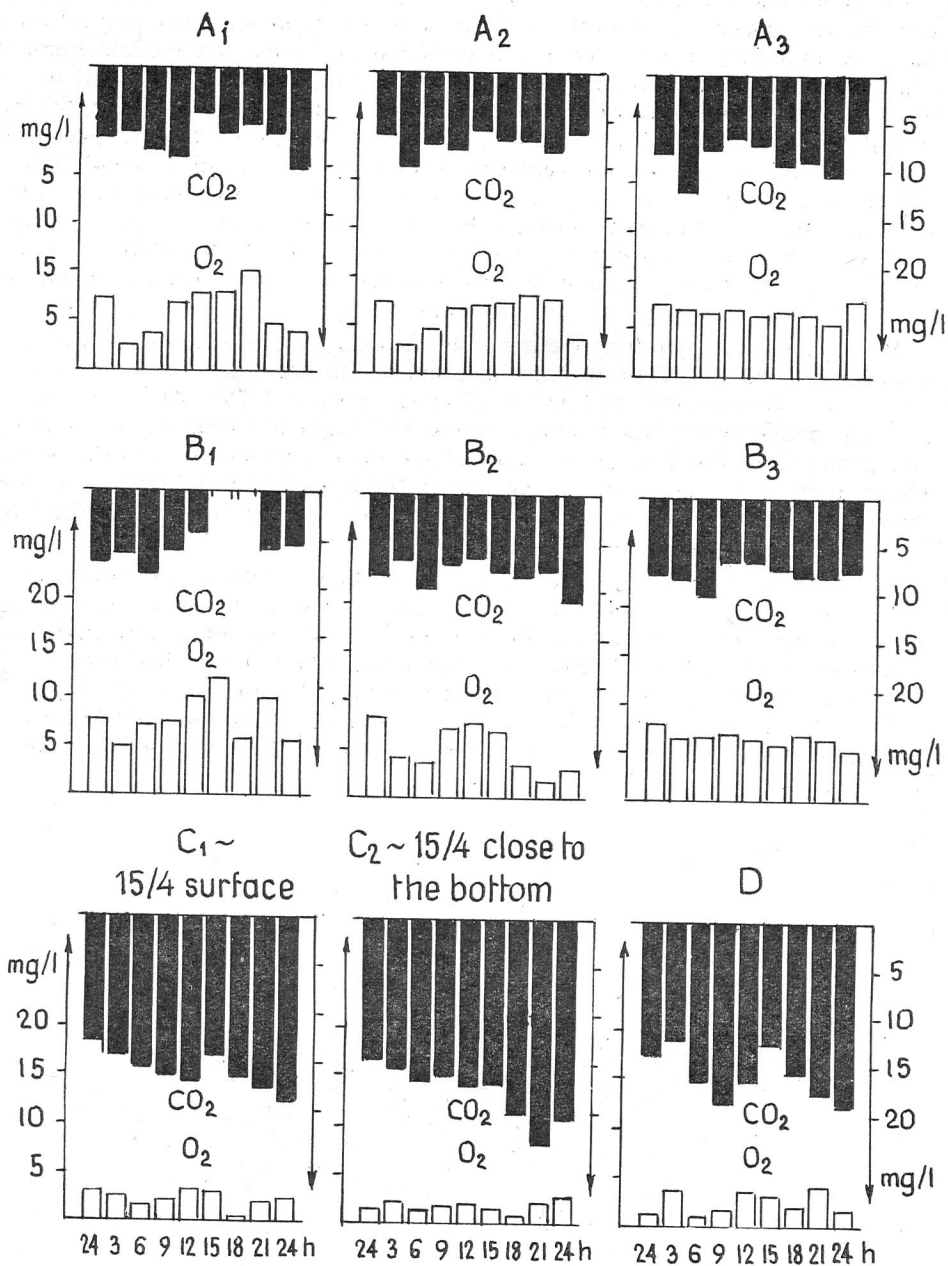 A1 A2 A3
mg/l
5 5
5 10
CO2 CO2 CO2
10 15
O2 O2 O2
15 20
5 mg/l
B1 B2 B3
mg/l 5
20 CO2 CO2 CO2 10
15 O2 15
10 O2 O2 20
5 mg/l
C1 ~ C2 ~ 15/4 close to
15/4 surface the bottom D
mg/l 5
20 10
15 15
10 CO2 CO2 CO2 20
O2 O2 O2
5 mg/l
24 3 6 9 12 15 18 21 24 h 24 3 6 9 12 15 18 21 24 h 24 3 6 9 12 15 18 21 24 h